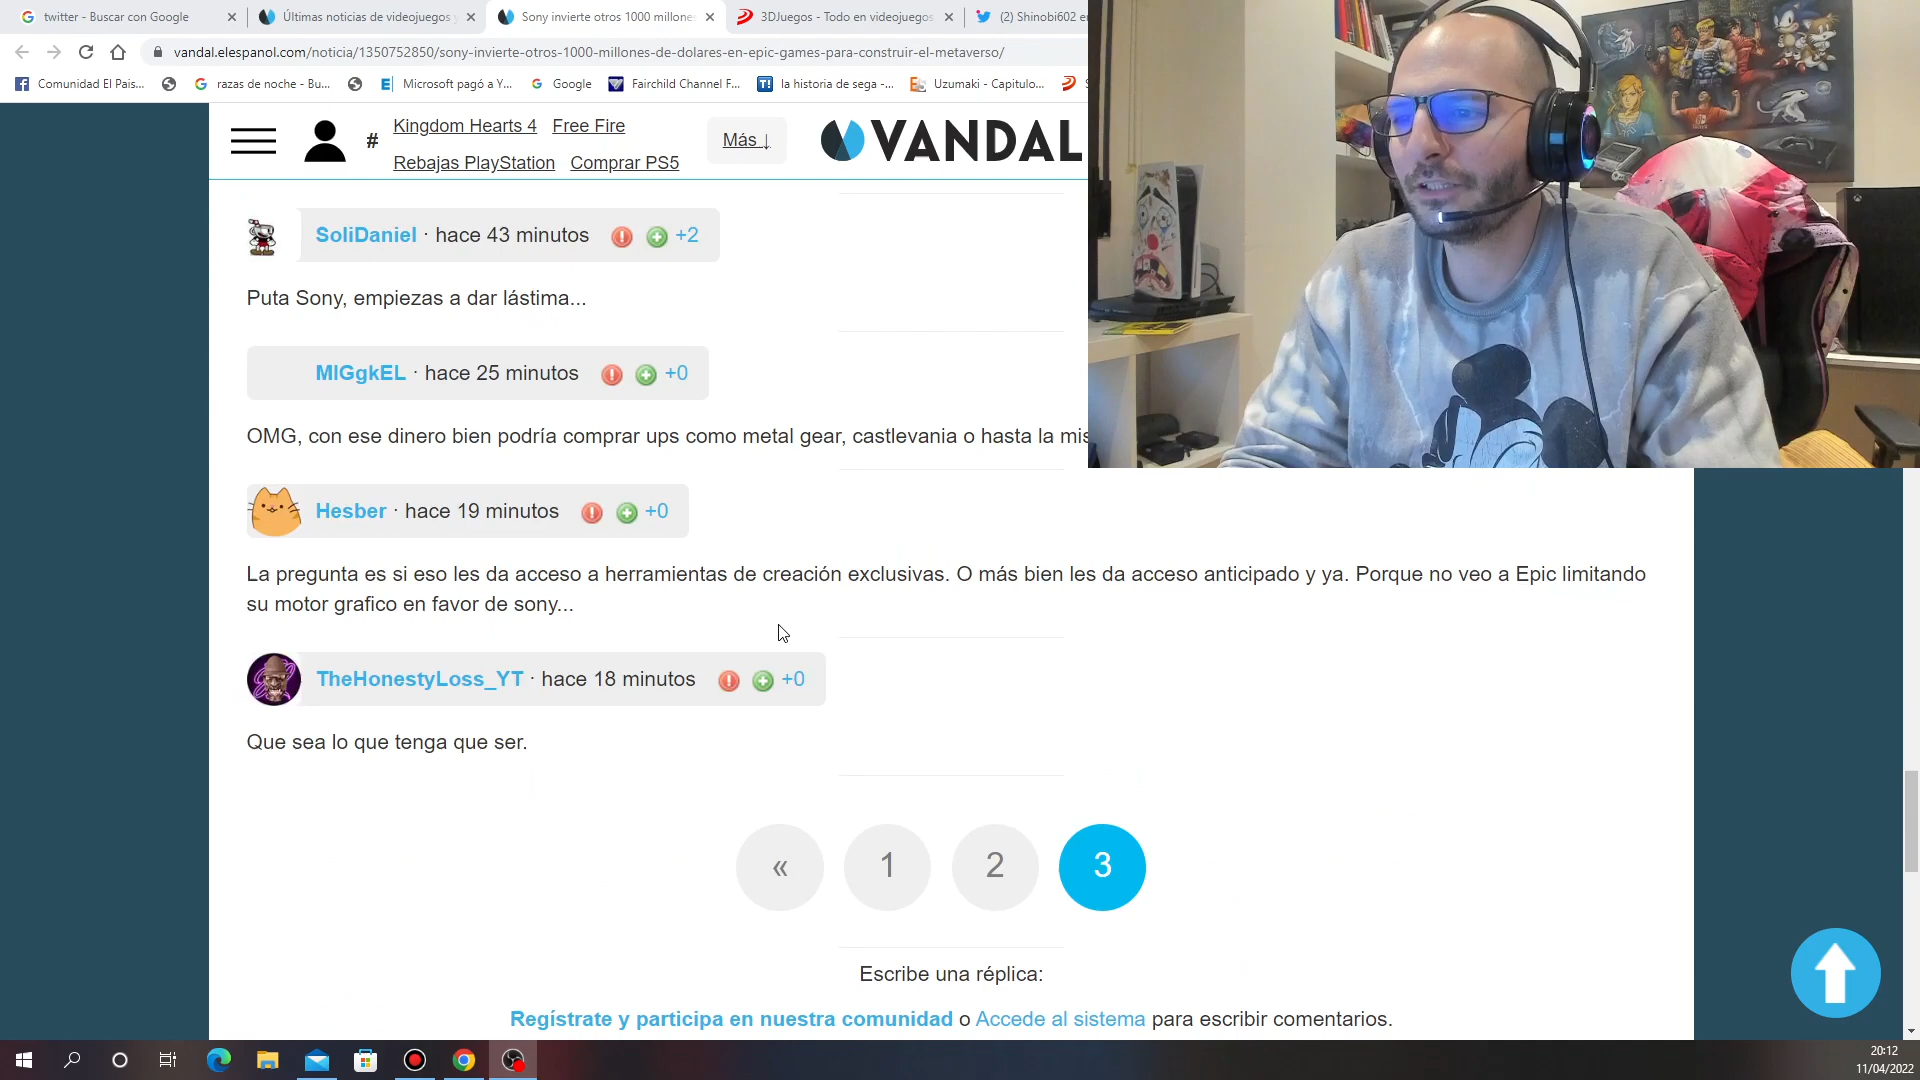 twitter - Buscar con Google
Últimas noticias de videojuegos y
Sony invierte otros 1000 millones
3DJuegos - Todo en videojuegos
(2) Shinobi602 en
vandal.elespanol.com/noticia/1350752850/sony-invierte-otros-1000-millones-de-dolares-en-epic-games-para-construir-el-metaverso/
Comunidad El Pais...
razas de noche - Bu...
Microsoft pagó a Y...
Google
Fairchild Channel F...
la historia de sega -...
Uzumaki - Capitulo...
# Kingdom Hearts 4 Free Fire
Rebajas PlayStation Comprar PS5
Más ↓
VANDAL
SoliDaniel · hace 43 minutos +2
Puta Sony, empiezas a dar lástima...
MIGgkEL · hace 25 minutos +0
OMG, con ese dinero bien podría comprar ups como metal gear, castlevania o hasta la mis
Hesber · hace 19 minutos +0
La pregunta es si eso les da acceso a herramientas de creación exclusivas. O más bien les da acceso anticipado y ya. Porque no veo a Epic limitando
su motor grafico en favor de sony...
TheHonestyLoss_YT · hace 18 minutos +0
Que sea lo que tenga que ser.
« 1 2 3
Escribe una réplica:
Regístrate y participa en nuestra comunidad o Accede al sistema para escribir comentarios.
20:12
11/04/2022